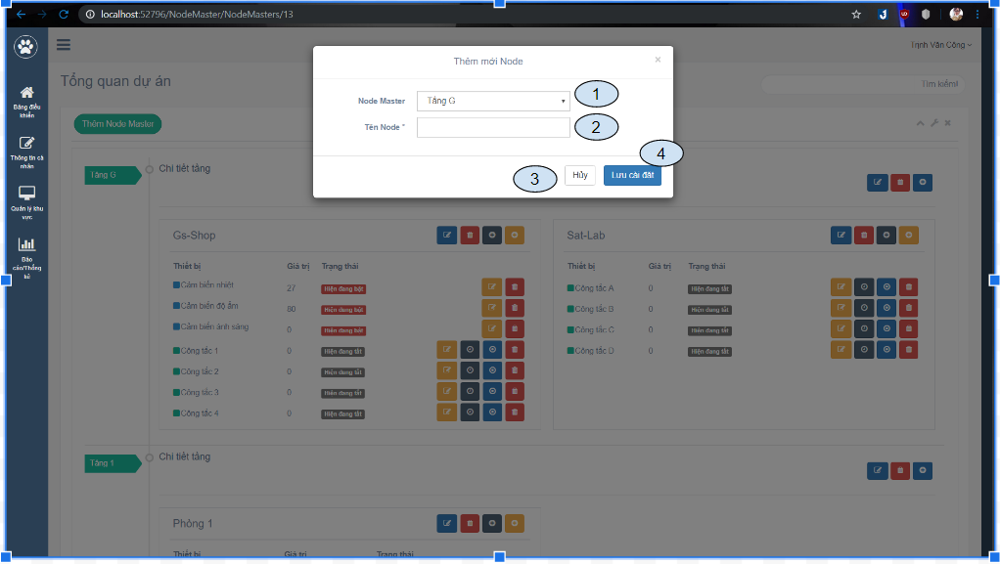 localhost:52796/NodeMaster/NodeMasters/13
Trịnh Văn Công
Bảng điều
khiển
Thông tin cá
nhân
Quản lý khu
vực
Báo
cáo/Thống
kê
Tổng quan dự án
Tìm kiếm!
Thêm Node Master
Thêm mới Node
×
Node Master
Tầng G
1
Tên Node *
2
3
Hủy
4
Lưu cài đặt
Tầng G
Chi tiết tầng
Gs-Shop
Thiết bị Giá trị Trạng thái
Cảm biến nhiệt 27 Hiện đang bật
Cảm biến độ ẩm 80 Hiện đang bật
Cảm biến ánh sáng 0 Hiện đang bật
Công tắc 1 0 Hiện đang tắt
Công tắc 2 0 Hiện đang tắt
Công tắc 3 0 Hiện đang tắt
Công tắc 4 0 Hiện đang tắt
Sat-Lab
Thiết bị Giá trị Trạng thái
Công tắc A 0 Hiện đang tắt
Công tắc B 0 Hiện đang tắt
Công tắc C 0 Hiện đang tắt
Công tắc D 0 Hiện đang tắt
Tầng 1
Chi tiết tầng
Phòng 1
Thiết bị Giá trị Trạng thái